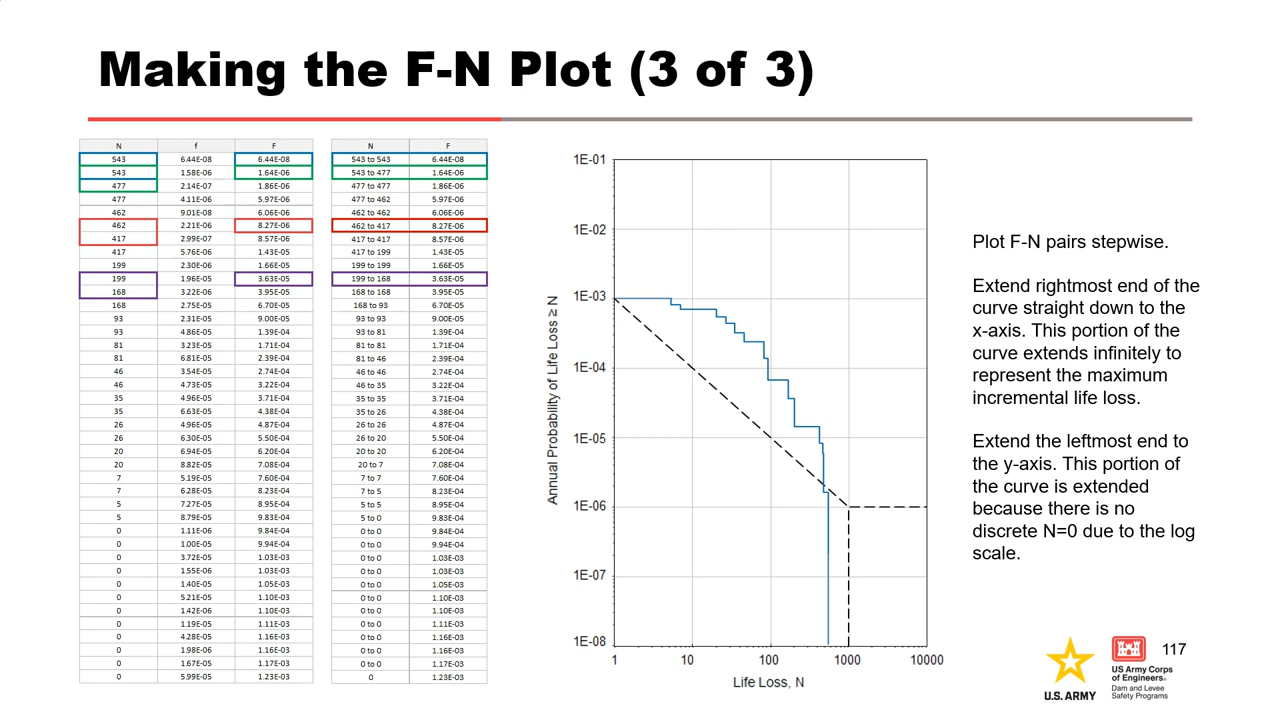 Making the F-N Plot (3 of 3)
N f F
543 6.44E-08 6.44E-08
543 1.58E-06 1.64E-06
477 2.14E-07 1.86E-06
477 4.11E-06 5.97E-06
462 9.01E-08 6.06E-06
462 2.21E-06 8.27E-06
417 2.99E-07 8.57E-06
417 5.76E-06 1.43E-05
199 2.30E-06 1.66E-05
199 1.96E-05 3.63E-05
168 3.22E-06 3.95E-05
168 2.75E-05 6.70E-05
93 2.31E-05 9.00E-05
93 4.86E-05 1.39E-04
81 3.23E-05 1.71E-04
81 6.81E-05 2.39E-04
46 3.54E-05 2.74E-04
46 4.73E-05 3.22E-04
35 4.96E-05 3.71E-04
35 6.63E-05 4.38E-04
26 4.96E-05 4.87E-04
26 6.30E-05 5.50E-04
20 6.94E-05 6.20E-04
20 8.82E-05 7.08E-04
7 5.19E-05 7.60E-04
7 6.28E-05 8.23E-04
5 7.27E-05 8.95E-04
5 8.79E-05 9.83E-04
0 1.11E-06 9.84E-04
0 1.00E-05 9.94E-04
0 3.72E-05 1.03E-03
0 1.55E-06 1.03E-03
0 1.40E-05 1.05E-03
0 5.21E-05 1.10E-03
0 1.42E-06 1.10E-03
0 1.19E-05 1.11E-03
0 4.28E-05 1.16E-03
0 1.98E-06 1.16E-03
0 1.67E-05 1.17E-03
0 5.99E-05 1.23E-03
N F
543 to 543 6.44E-08
543 to 477 1.64E-06
477 to 477 1.86E-06
477 to 462 5.97E-06
462 to 462 6.06E-06
462 to 417 8.27E-06
417 to 417 8.57E-06
417 to 199 1.43E-05
199 to 199 1.66E-05
199 to 168 3.63E-05
168 to 168 3.95E-05
168 to 93 6.70E-05
93 to 93 9.00E-05
93 to 81 1.39E-04
81 to 81 1.71E-04
81 to 46 2.39E-04
46 to 46 2.74E-04
46 to 35 3.22E-04
35 to 35 3.71E-04
35 to 26 4.38E-04
26 to 26 4.87E-04
26 to 20 5.50E-04
20 to 20 6.20E-04
20 to 7 7.08E-04
7 to 7 7.60E-04
7 to 5 8.23E-04
5 to 5 8.95E-04
5 to 0 9.83E-04
0 to 0 9.84E-04
0 to 0 9.94E-04
0 to 0 1.03E-03
0 to 0 1.03E-03
0 to 0 1.05E-03
0 to 0 1.10E-03
0 to 0 1.10E-03
0 to 0 1.11E-03
0 to 0 1.16E-03
0 to 0 1.16E-03
0 to 0 1.17E-03
0 1.23E-03
Annual Probability of Life Loss ≥ N
1E-01
1E-02
1E-03
1E-04
1E-05
1E-06
1E-07
1E-08
1 10 100 1000 10000
Life Loss, N
Plot F-N pairs stepwise.
Extend rightmost end of the
curve straight down to the
x-axis. This portion of the
curve extends infinitely to
represent the maximum
incremental life loss.
Extend the leftmost end to
the y-axis. This portion of
the curve is extended
because there is no
discrete N=0 due to the log
scale.
U.S. ARMY
US Army Corps
of Engineers®
Dam and Levee
Safety Programs
117